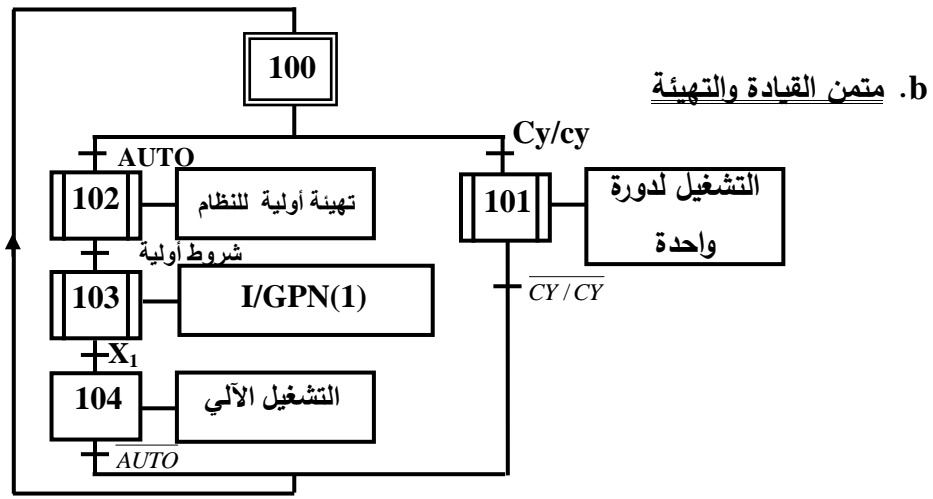 b. متمن القيادة والتهيئة
100
AUTO
Cy/cy
102
تهيئة أولية للنظام
101
التشغيل لدورة
واحدة
شروط أولية
103
I/GPN(1)
CY / CY
X₁
104
التشغيل الآلي
AUTO